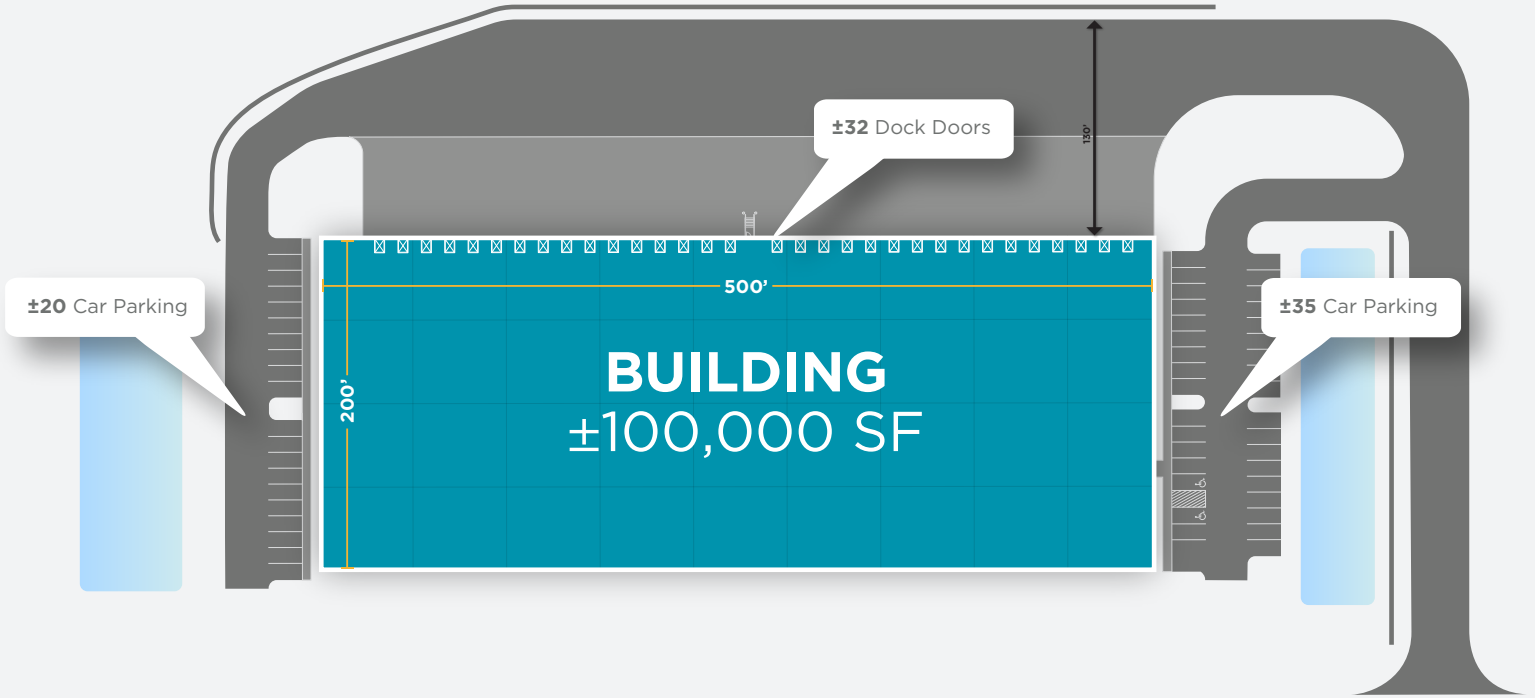 130’
±32 Dock Doors
500’
±20 Car Parking
±35 Car Parking
200’
BUILDING
±100,000 SF